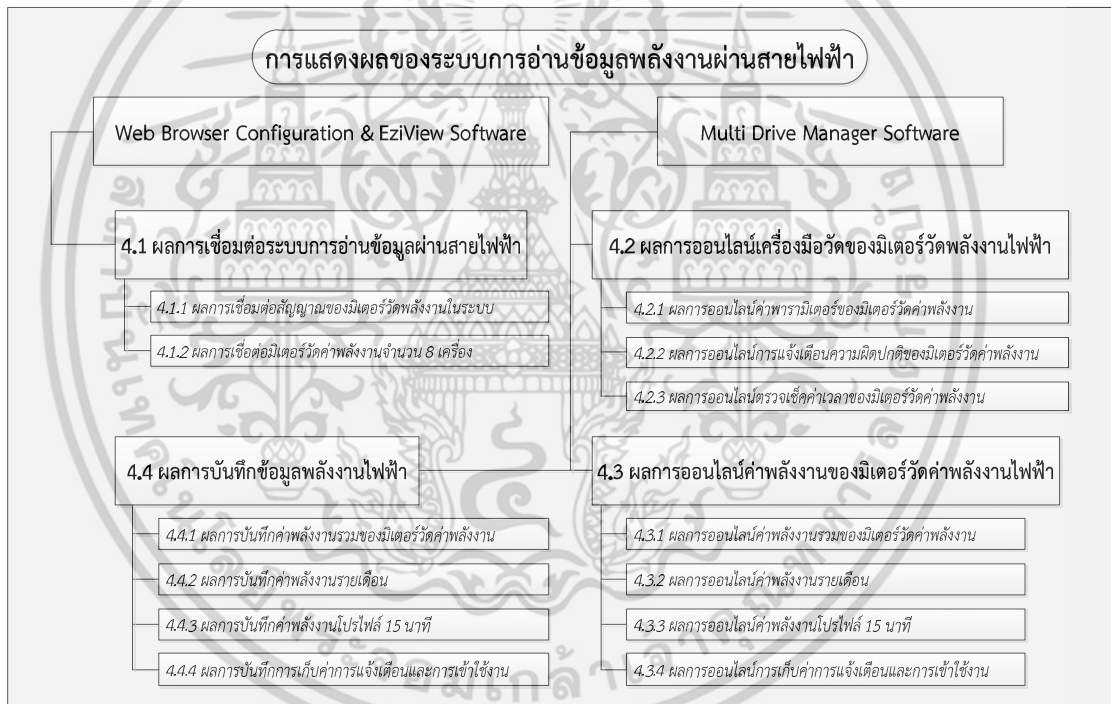 การแสดงผลของระบบการอ่านข้อมูลพลังงานผ่านสายไฟฟ้า
Web Browser Configuration & EziView Software
Multi Drive Manager Software
4.1 ผลการเชื่อมต่อระบบการอ่านข้อมูลผ่านสายไฟฟ้า
4.1.1 ผลการเชื่อมต่อสัญญาณของมิเตอร์วัดพลังงานในระบบ
4.1.2 ผลการเชื่อต่อมิเตอร์วัดค่าพลังงานจำนวน 8 เครื่อง
4.2 ผลการออนไลน์เครื่องมือวัดของมิเตอร์วัดพลังงานไฟฟ้า
4.2.1 ผลการออนไลน์ค่าพารามิเตอร์ของมิเตอร์วัดค่าพลังงาน
4.2.2 ผลการออนไลน์การแจ้งเตือนความผิดปกติของมิเตอร์วัดค่าพลังงาน
4.2.3 ผลการออนไลน์ตรวจเช็คค่าเวลาของมิเตอร์วัดค่าพลังงาน
4.4 ผลการบันทึกข้อมูลพลังงานไฟฟ้า
4.4.1 ผลการบันทึกค่าพลังงานรวมของมิเตอร์วัดค่าพลังงาน
4.4.2 ผลการบันทึกค่าพลังงานรายเดือน
4.4.3 ผลการบันทึกค่าพลังงานโปรไฟล์ 15 นาที
4.4.4 ผลการบันทึกการเก็บค่าการแจ้งเตือนและการเข้าใช้งาน
4.3 ผลการออนไลน์ค่าพลังงานของมิเตอร์วัดค่าพลังงานไฟฟ้า
4.3.1 ผลการออนไลน์ค่าพลังงานรวมของมิเตอร์วัดค่าพลังงาน
4.3.2 ผลการออนไลน์ค่าพลังงานรายเดือน
4.3.3 ผลการออนไลน์ค่าพลังงานโปรไฟล์ 15 นาที
4.3.4 ผลการออนไลน์การเก็บค่าการแจ้งเตือนและการเข้าใช้งาน